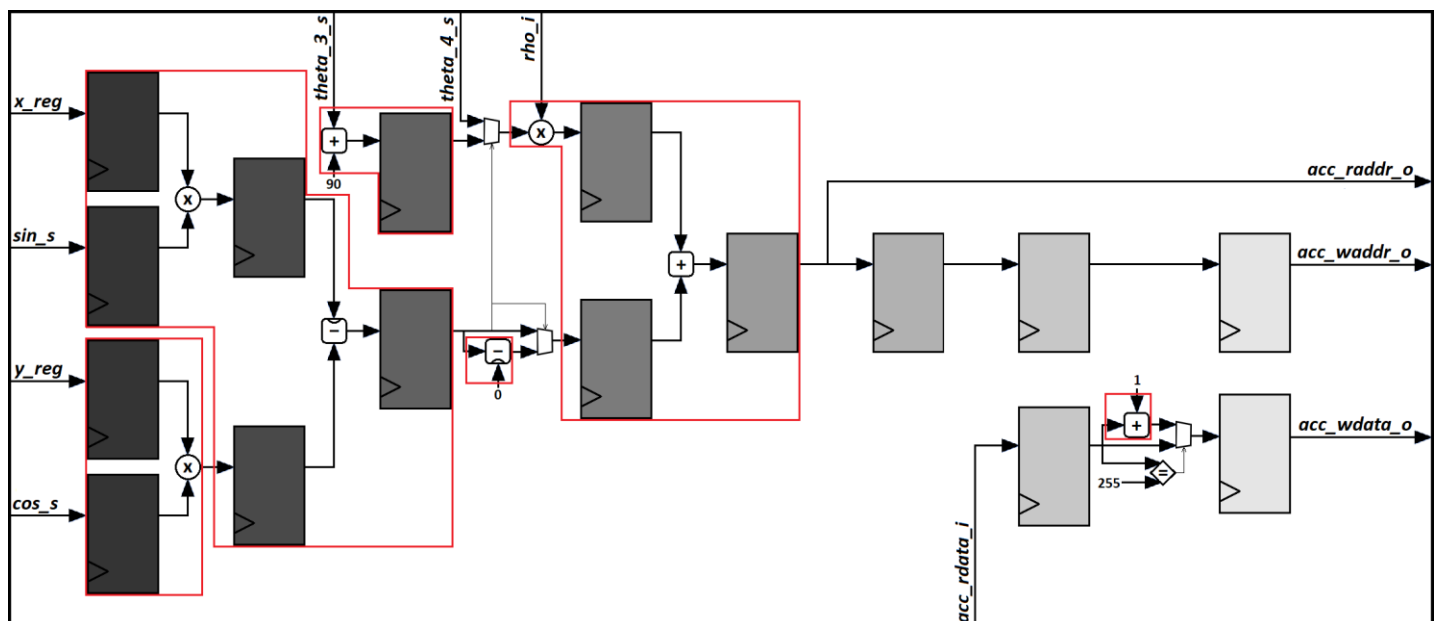 theta_3_s
theta_4_s
rho_i
x_reg
x
+
90
x
sin_s
acc_raddr_o
x
+
acc_waddr_o
y_reg
−
−
0
1
x
cos_s
+
acc_wdata_o
=
255
acc_rdata_i